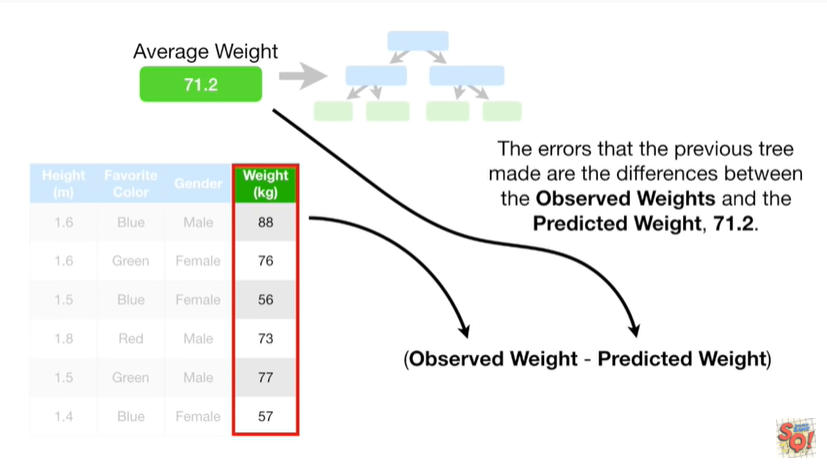 Average Weight
71.2
The errors that the previous tree
made are the differences between
the Observed Weights and the
Predicted Weight, 71.2.
Height (m) Favorite Color Gender Weight (kg)
1.6 Blue Male 88
1.6 Green Female 76
1.5 Blue Female 56
1.8 Red Male 73
1.5 Green Male 77
1.4 Blue Female 57
(Observed Weight - Predicted Weight)
SQ!